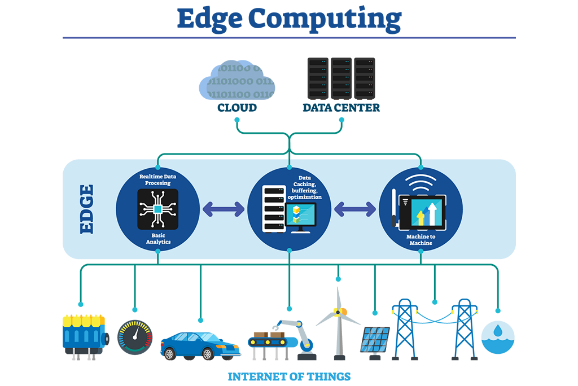 Edge Computing
CLOUD
DATA CENTER
EDGE
Realtime Data
Procesing
Basic
Analytics
Data
Caching,
buffering,
optimization
Machine to
Machine
INTERNET OF THINGS